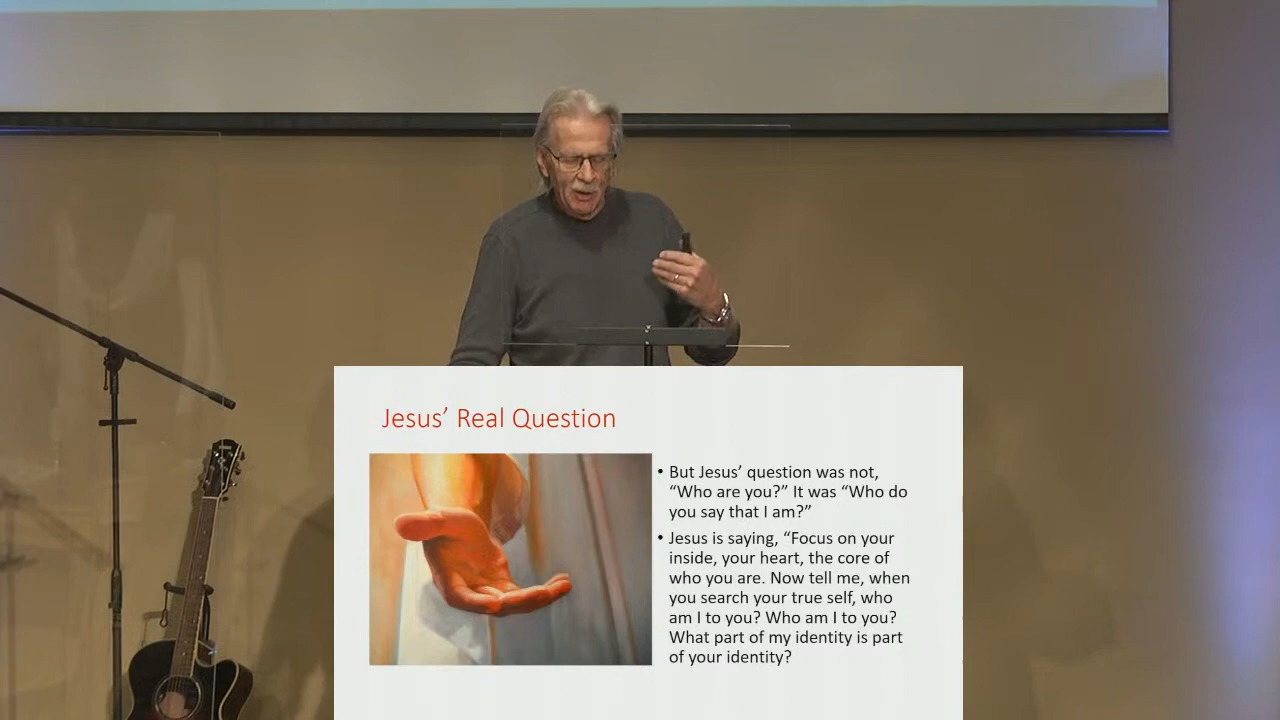 Jesus’ Real Question
• But Jesus’ question was not,
“Who are you?” It was “Who do
you say that I am?”
• Jesus is saying, “Focus on your
inside, your heart, the core of
who you are. Now tell me, when
you search your true self, who
am I to you? Who am I to you?
What part of my identity is part
of your identity?